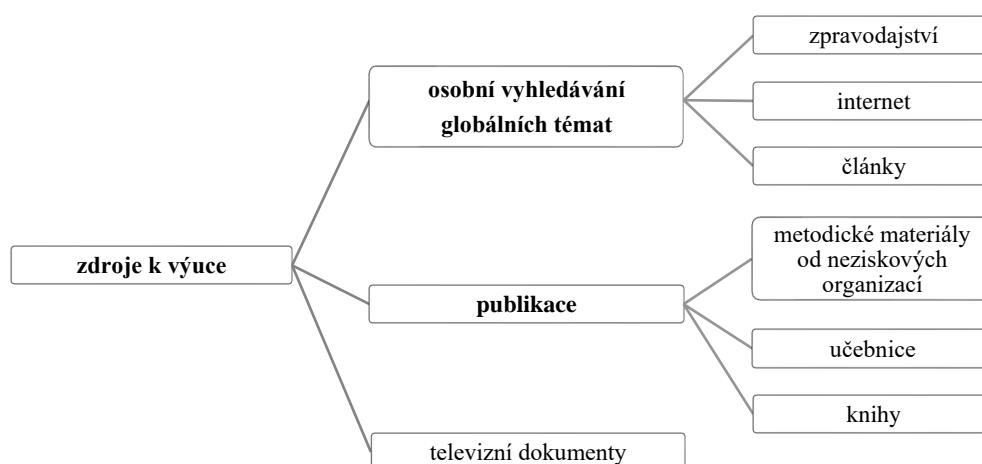 zdroje k výuce
osobní vyhledávání
globálních témat
zpravodajství
internet
články
publikace
metodické materiály
od neziskových
organizací
učebnice
knihy
televizní dokumenty